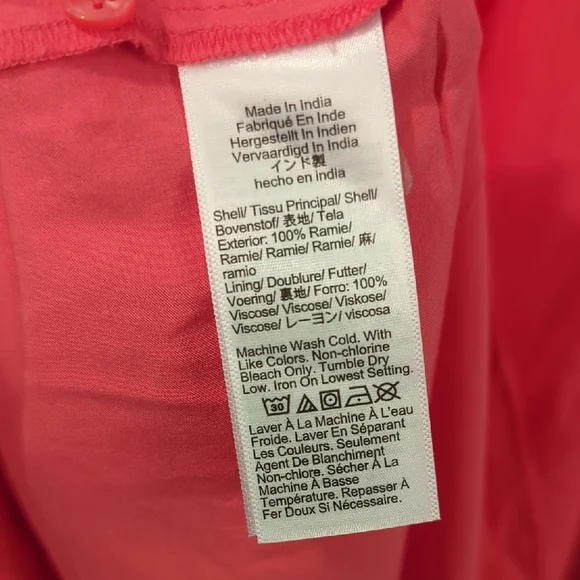 Made In India
Fabriqué En Inde
Hergestellt In Indien
Vervaardigd In India
インド製
hecho en india
Shell/ Tissu Principal/ Shell/
Bovenstof/ 表地/ Tela
Exterior: 100% Ramie/
Ramie/ Ramie/ Ramie/ 麻/
ramio
Lining/ Doublure/ Futter/
Voering/ 裏地/ Forro: 100%
Viscose/ Viscose/ Viskose/
Viscose/ レーヨン/ viscosa
Machine Wash Cold. With
Like Colors. Non-chlorine
Bleach Only. Tumble Dry
Low. Iron On Lowest Setting.
30
Laver À La Machine À L'eau
Froide. Laver En Séparant
Les Couleurs. Seulement
Agent De Blanchiment
Non-chlore. Sécher À La
Machine À Basse
Température. Repasser À
Fer Doux Si Nécessaire.